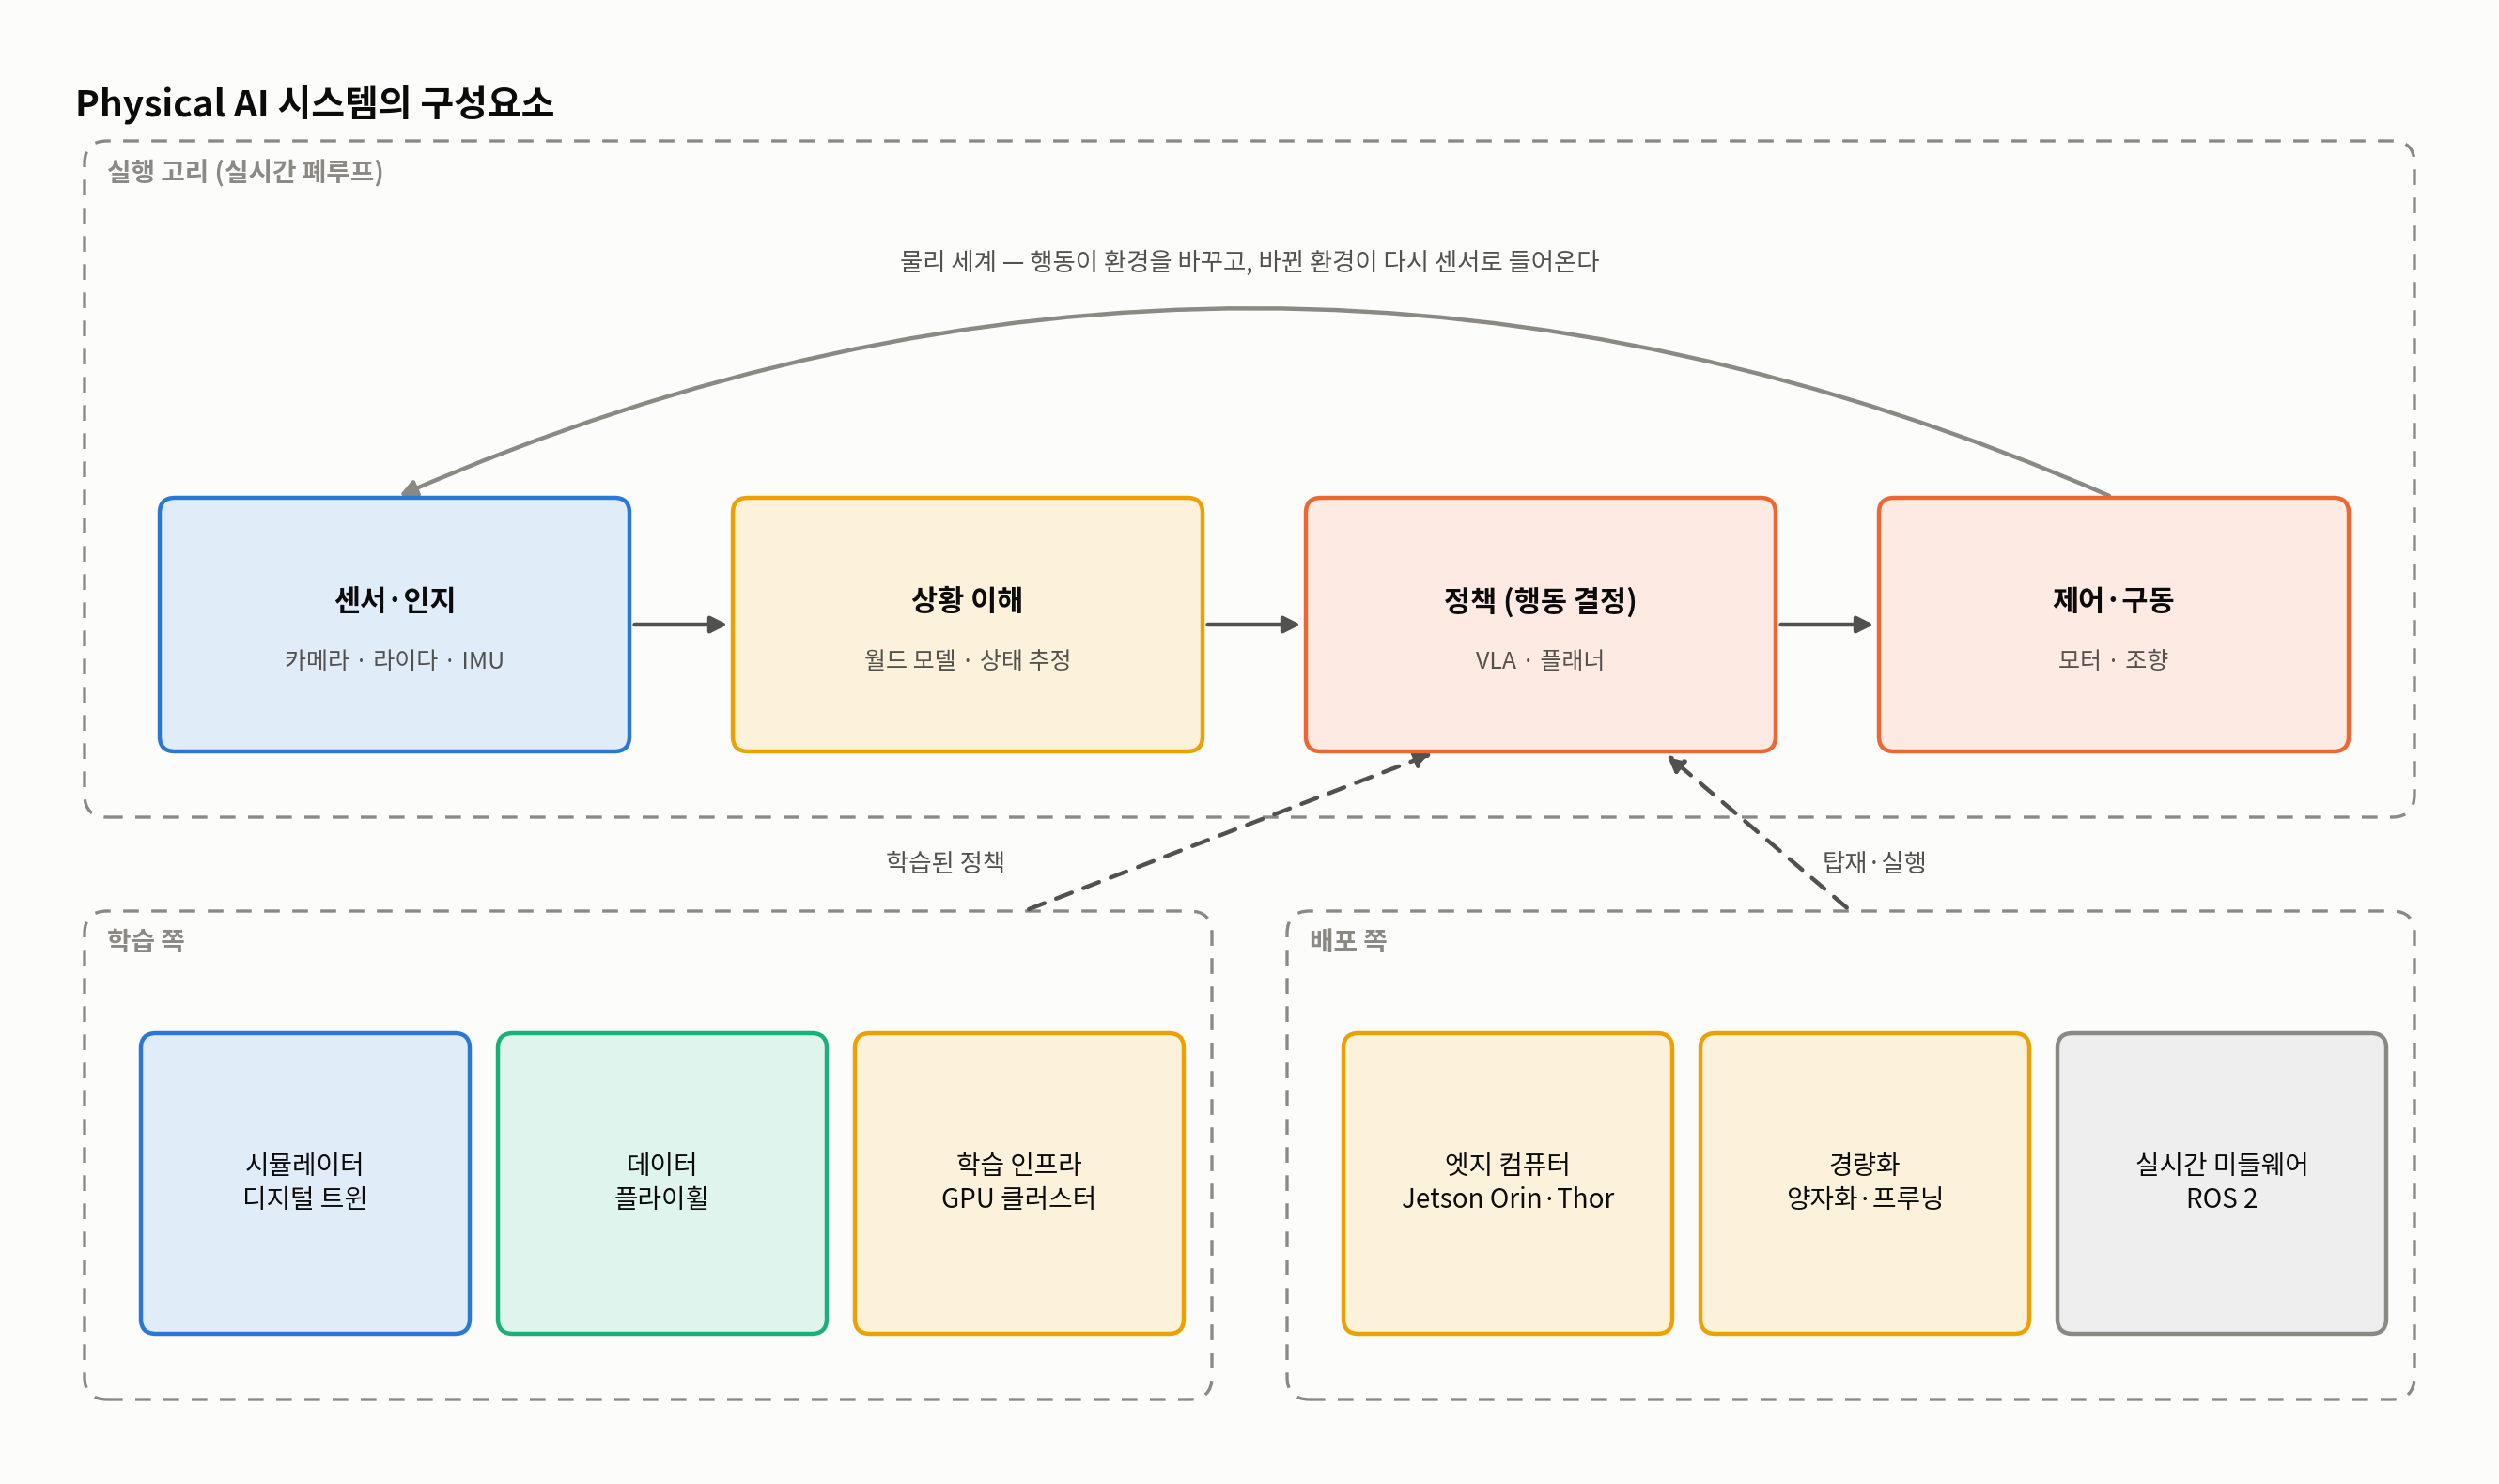 Physical AI 시스템의 구성요소
실행 고리 (실시간 폐루프)
물리 세계 — 행동이 환경을 바꾸고, 바뀐 환경이 다시 센서로 들어온다
센서·인지
카메라 · 라이다 · IMU
상황 이해
월드 모델 · 상태 추정
정책 (행동 결정)
VLA · 플래너
제어·구동
모터 · 조향
학습된 정책
탑재·실행
학습 쪽
시뮬레이터
디지털 트윈
데이터
플라이휠
학습 인프라
GPU 클러스터
배포 쪽
엣지 컴퓨터
Jetson Orin·Thor
경량화
양자화·프루닝
실시간 미들웨어
ROS 2